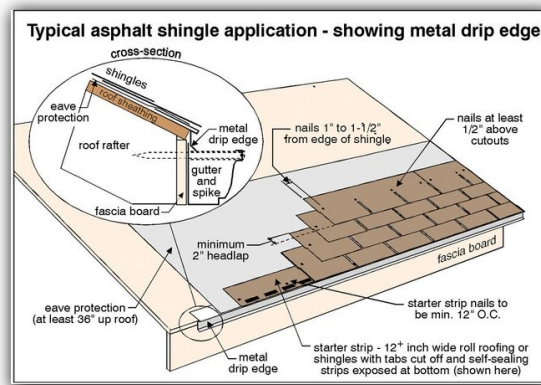 Typical asphalt shingle application - showing metal drip edge
cross-section
shingles
eave
protection
roof sheathing
roof rafter
metal
drip edge
gutter
and
spike
fascia board
nails 1" to 1-1/2"
from edge of shingle
nails at least
1/2" above
cutouts
minimum
2" headlap
fascia board
eave protection
(at least 36" up roof)
starter strip nails to
be min. 12" O.C.
metal
drip edge
starter strip - 12+ inch wide roll roofing or
shingles with tabs cut off and self-sealing
strips exposed at bottom (shown here)